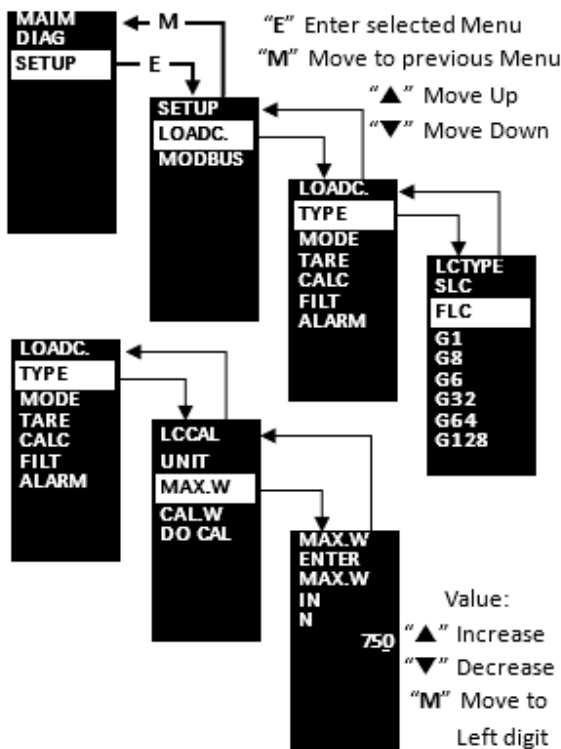 MAIM
DIAG
SETUP
M
E
"E" Enter selected Menu
"M" Move to previous Menu
"▲" Move Up
"▼" Move Down
SETUP
LOADC.
MODBUS
LOADC.
TYPE
MODE
TARE
CALC
FILT
ALARM
LCTYPE
SLC
FLC
G1
G8
G6
G32
G64
G128
LOADC.
TYPE
MODE
TARE
CALC
FILT
ALARM
LCCAL
UNIT
MAX.W
CAL.W
DO CAL
MAX.W
ENTER
MAX.W
IN
N
750
Value:
"▲" Increase
"▼" Decrease
"M" Move to
Left digit